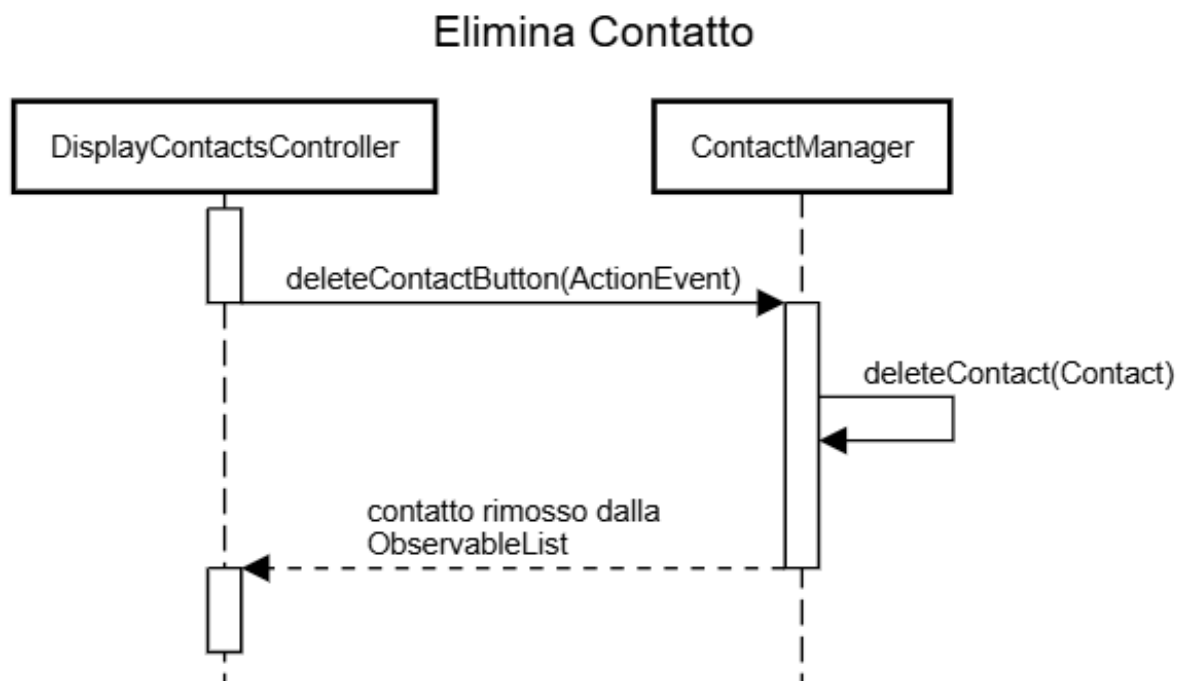 Elimina Contatto
DisplayContactsController
ContactManager
deleteContactButton(ActionEvent)
deleteContact(Contact)
contatto rimosso dalla
ObservableList